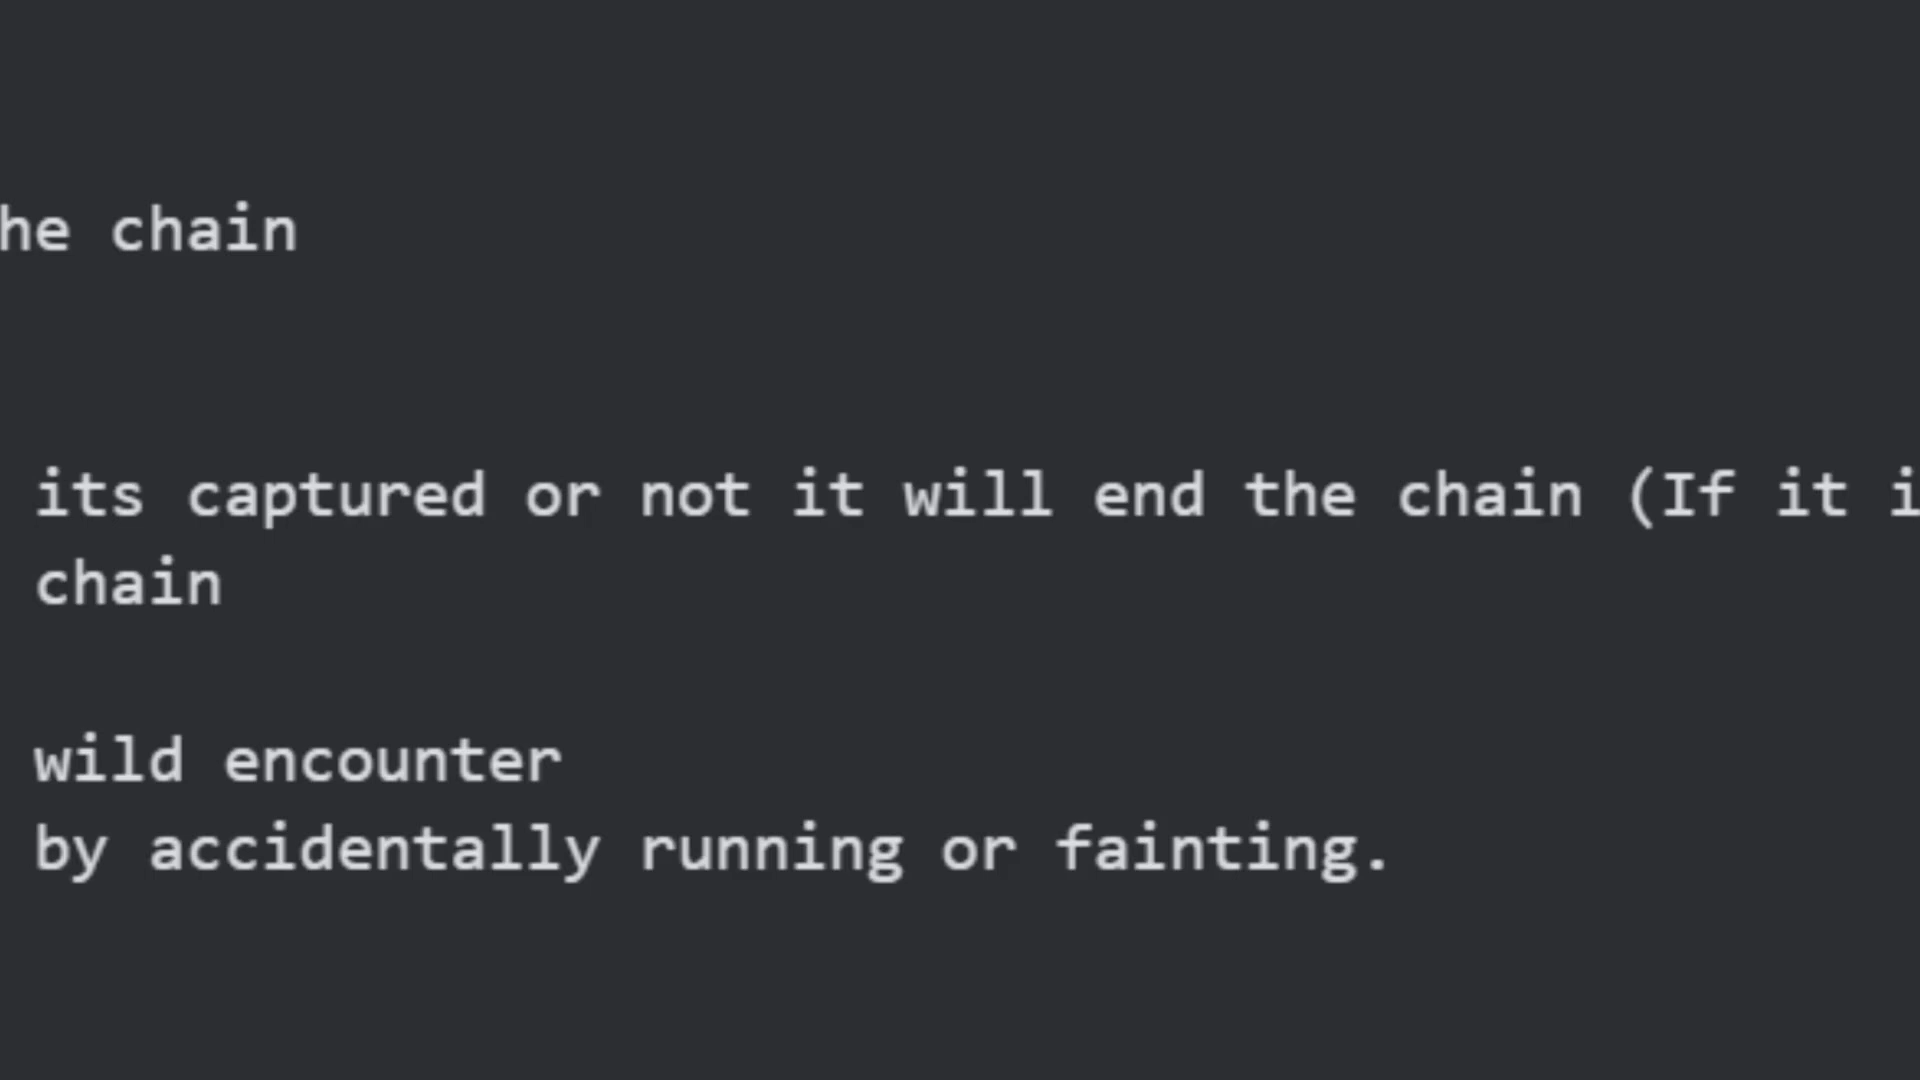 he chain
its captured or not it will end the chain (If it i
chain
wild encounter
by accidentally running or fainting.